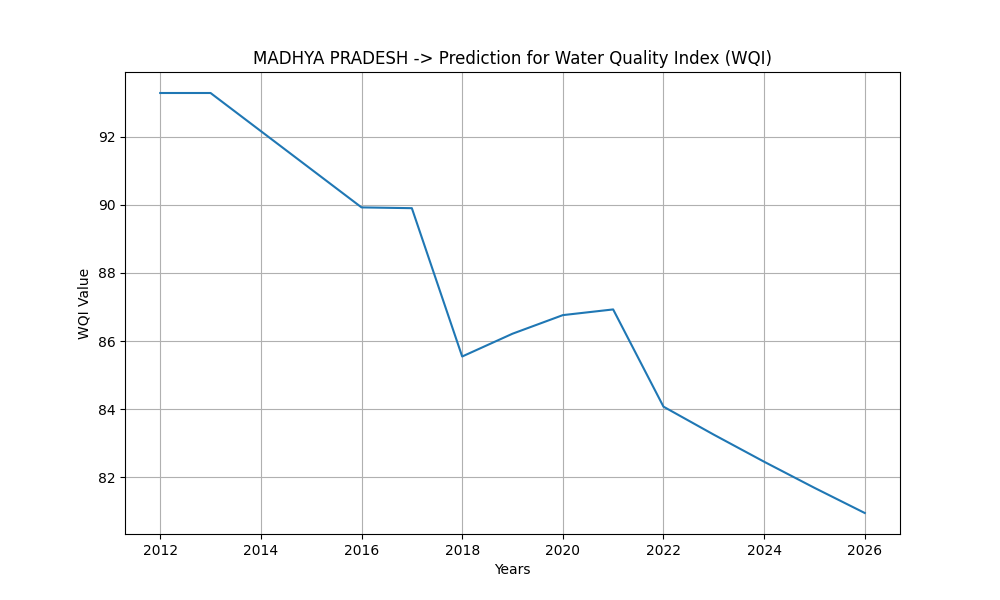 MADHYA PRADESH -> Prediction for Water Quality Index (WQI)
WQI Value
92
90
88
86
84
82
2012 2014 2016 2018 2020 2022 2024 2026
Years